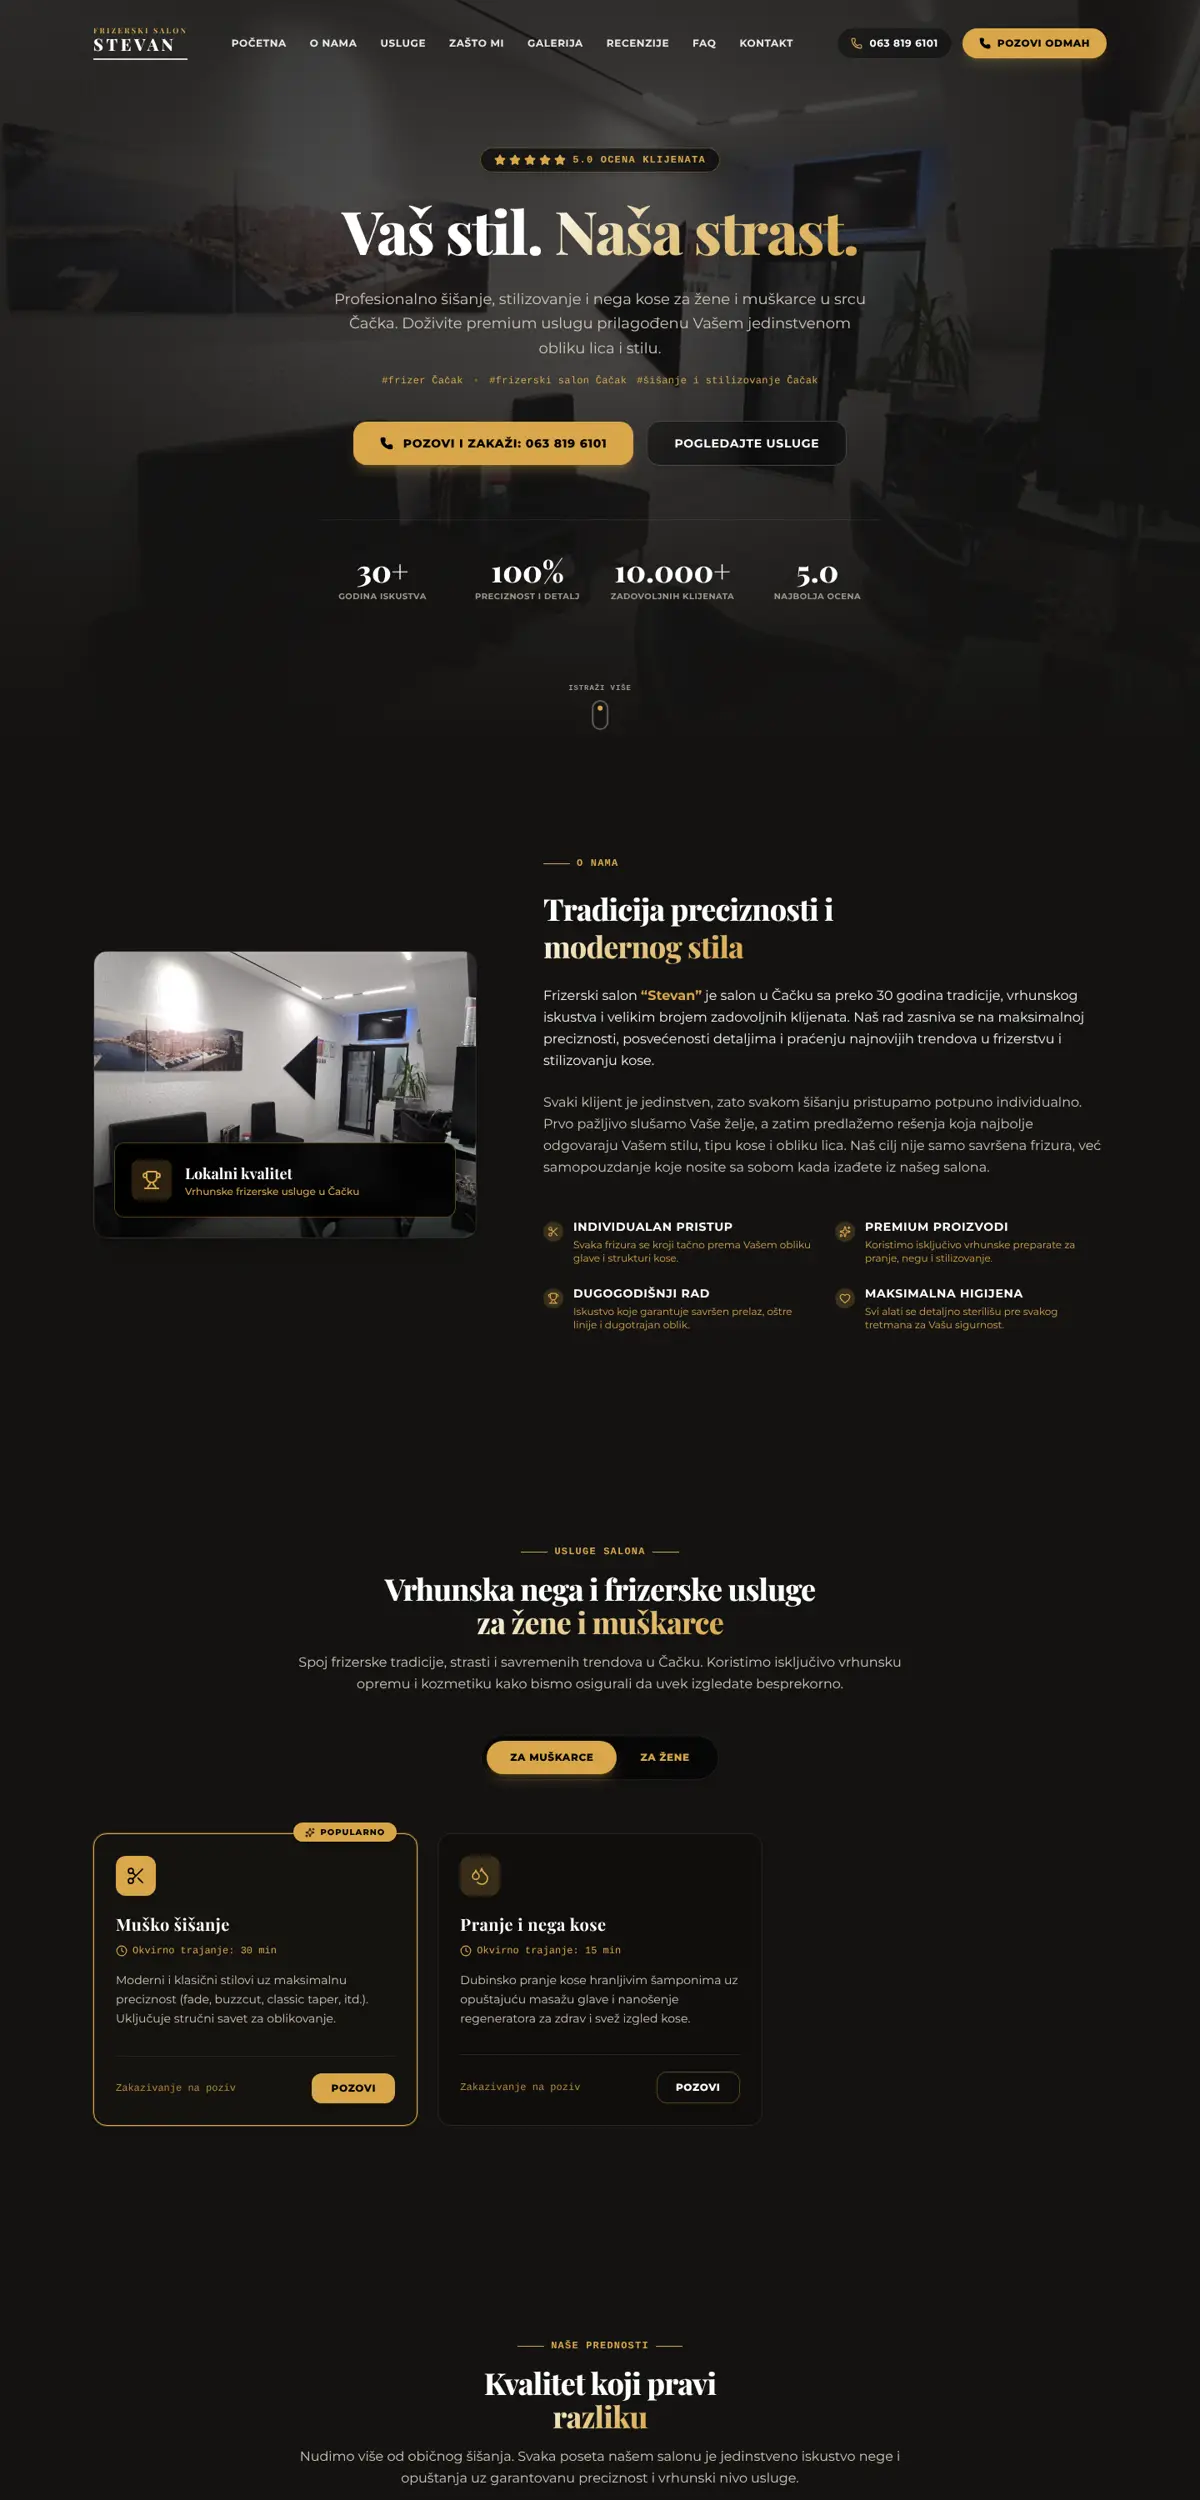 FRIZERSKI SALON
STEVAN
POČETNA
O NAMA
USLUGE
ZAŠTO MI
GALERIJA
RECENZIJE
FAQ
KONTAKT
063 819 6101
POZOVI ODMAH
5.0 OCENA KLIJENATA
Vaš stil. Naša strast.
Profesionalno šišanje, stilizovanje i nega kose za žene i muškarce u srcu
Čačka. Doživite premium uslugu prilagođenu Vašem jedinstvenom
obliku lica i stilu.
#frizer Čačak • #frizerski salon Čačak #šišanje i stilizovanje Čačak
POZOVI I ZAKAŽI: 063 819 6101
POGLEDAJTE USLUGE
30+
GODINA ISKUSTVA
100%
PRECIZNOST I DETALJ
10.000+
ZADOVOLJNIH KLIJENATA
5.0
NAJBOLJA OCENA
ISTRAŽI VIŠE
O NAMA
Tradicija preciznosti i
modernog stila
Frizerski salon “Stevan” je salon u Čačku sa preko 30 godina tradicije, vrhunskog
iskustva i velikim brojem zadovoljnih klijenata. Naš rad zasniva se na maksimalnoj
preciznosti, posvećenosti detaljima i praćenju najnovijih trendova u frizerstvu i
stilizovanju kose.
Svaki klijent je jedinstven, zato svakom šišanju pristupamo potpuno individualno.
Prvo pažljivo slušamo Vaše želje, a zatim predlažemo rešenja koja najbolje
odgovaraju Vašem stilu, tipu kose i obliku lica. Naš cilj nije samo savršena frizura, već
samopouzdanje koje nosite sa sobom kada izađete iz našeg salona.
Lokalni kvalitet
Vrhunske frizerske usluge u Čačku
INDIVIDUALAN PRISTUP
Svaka frizura se kroji tačno prema Vašem obliku
glave i strukturi kose.
PREMIUM PROIZVODI
Koristimo isključivo vrhunske preparate za
pranje, negu i stilizovanje.
DUGOGODIŠNJI RAD
Iskustvo koje garantuje savršen prelaz, oštre
linije i dugotrajan oblik.
MAKSIMALNA HIGIJENA
Svi alati se detaljno sterilišu pre svakog
tretmana za Vašu sigurnost.
USLUGE SALONA
Vrhunska nega i frizerske usluge
za žene i muškarce
Spoj frizerske tradicije, strasti i savremenih trendova u Čačku. Koristimo isključivo vrhunsku
opremu i kozmetiku kako bismo osigurali da uvek izgledate besprekorno.
ZA MUŠKARCE
ZA ŽENE
POPULARNO
Muško šišanje
Okvirno trajanje: 30 min
Moderni i klasični stilovi uz maksimalnu
preciznost (fade, buzzcut, classic taper, itd.).
Uključuje stručni savet za oblikovanje.
Zakazivanje na poziv
POZOVI
Pranje i nega kose
Okvirno trajanje: 15 min
Dubinsko pranje kose hranljivim šamponima uz
opuštajuću masažu glave i nanošenje
regeneratora za zdrav i svež izgled kose.
Zakazivanje na poziv
POZOVI
NAŠE PREDNOSTI
Kvalitet koji pravi
razliku
Nudimo više od običnog šišanja. Svaka poseta našem salonu je jedinstveno iskustvo nege i
opuštanja uz garantovanu preciznost i vrhunski nivo usluge.